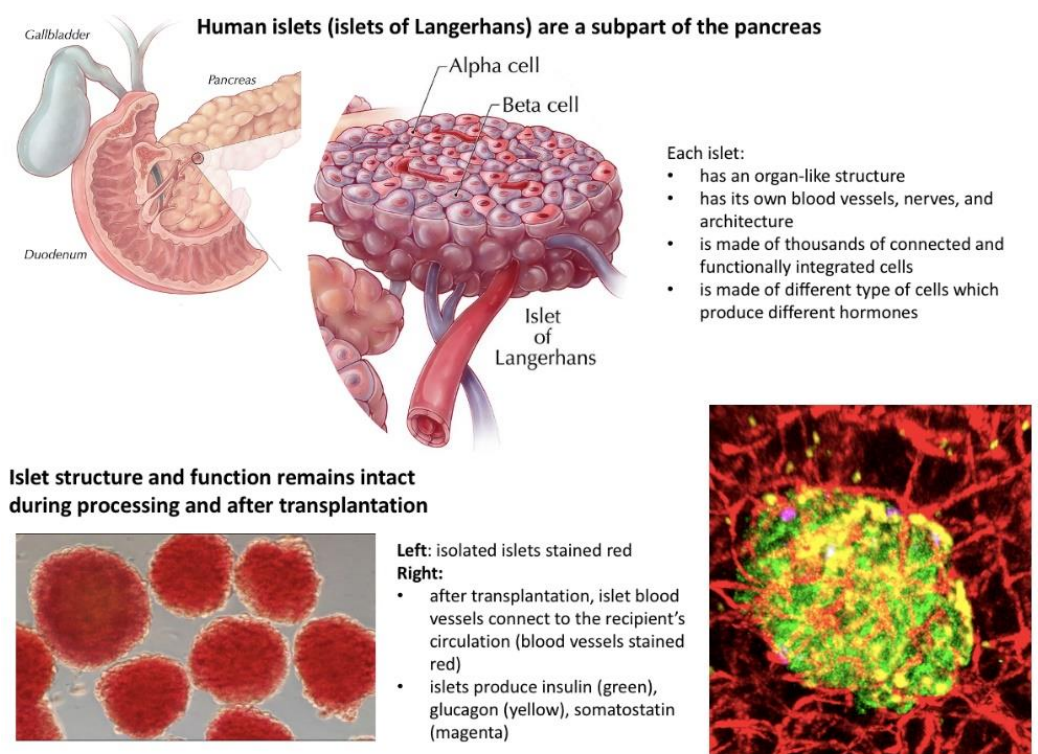 Human islets (islets of Langerhans) are a subpart of the pancreas
Gallbladder
Pancreas
Duodenum
Alpha cell
Beta cell
Islet
of
Langerhans
Each islet:
• has an organ-like structure
• has its own blood vessels, nerves, and
architecture
• is made of thousands of connected and
functionally integrated cells
• is made of different type of cells which
produce different hormones
Islet structure and function remains intact
during processing and after transplantation
Left: isolated islets stained red
Right:
• after transplantation, islet blood
vessels connect to the recipient's
circulation (blood vessels stained
red)
• islets produce insulin (green),
glucagon (yellow), somatostatin
(magenta)